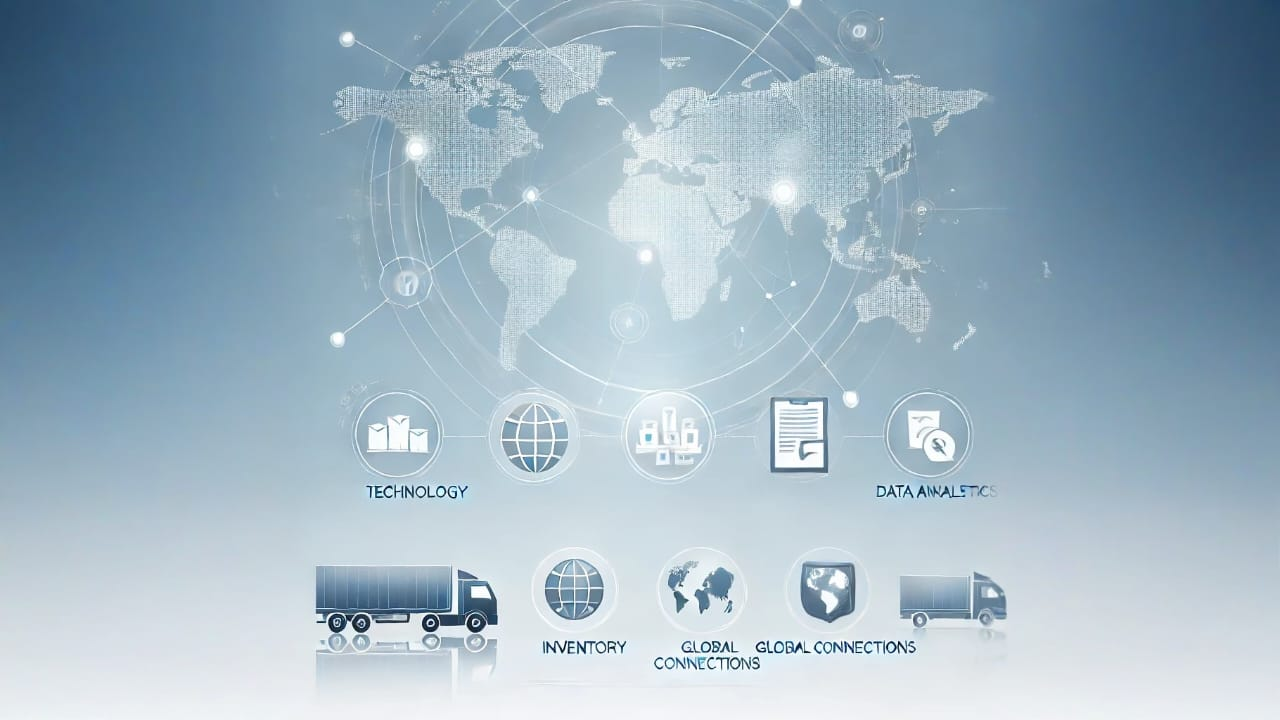 TECHNOLOGY
DATA
INVENTORY
GLOBAL
CONNECTIONS
GLOBAL CONNECTIONS